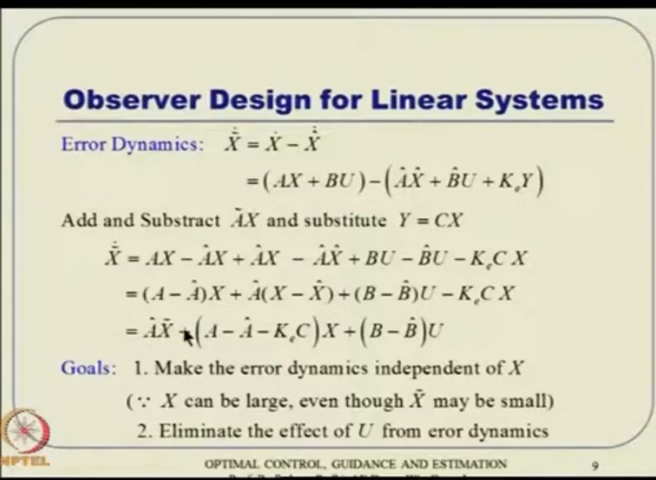 Observer Design for Linear Systems
Error Dynamics: $\dot{\tilde{X}} = \dot{X} - \dot{\hat{X}}$
$= (AX + BU) - (\hat{A}\hat{X} + \hat{B}U + K_e Y)$
Add and Substract $\hat{A}X$ and substitute $Y = CX$
$\dot{\tilde{X}} = AX - \hat{A}X + \hat{A}X - \hat{A}\hat{X} + BU - \hat{B}U - K_e C X$
$= (A - \hat{A})X + \hat{A}(X - \hat{X}) + (B - \hat{B})U - K_e C X$
$= \hat{A}\tilde{X} + (A - \hat{A} - K_e C)X + (B - \hat{B})U$
Goals: 1. Make the error dynamics independent of X
(∵ X can be large, even though $\tilde{X}$ may be small)
2. Eliminate the effect of U from eror dynamics
NPTEL
OPTIMAL CONTROL, GUIDANCE AND ESTIMATION
9